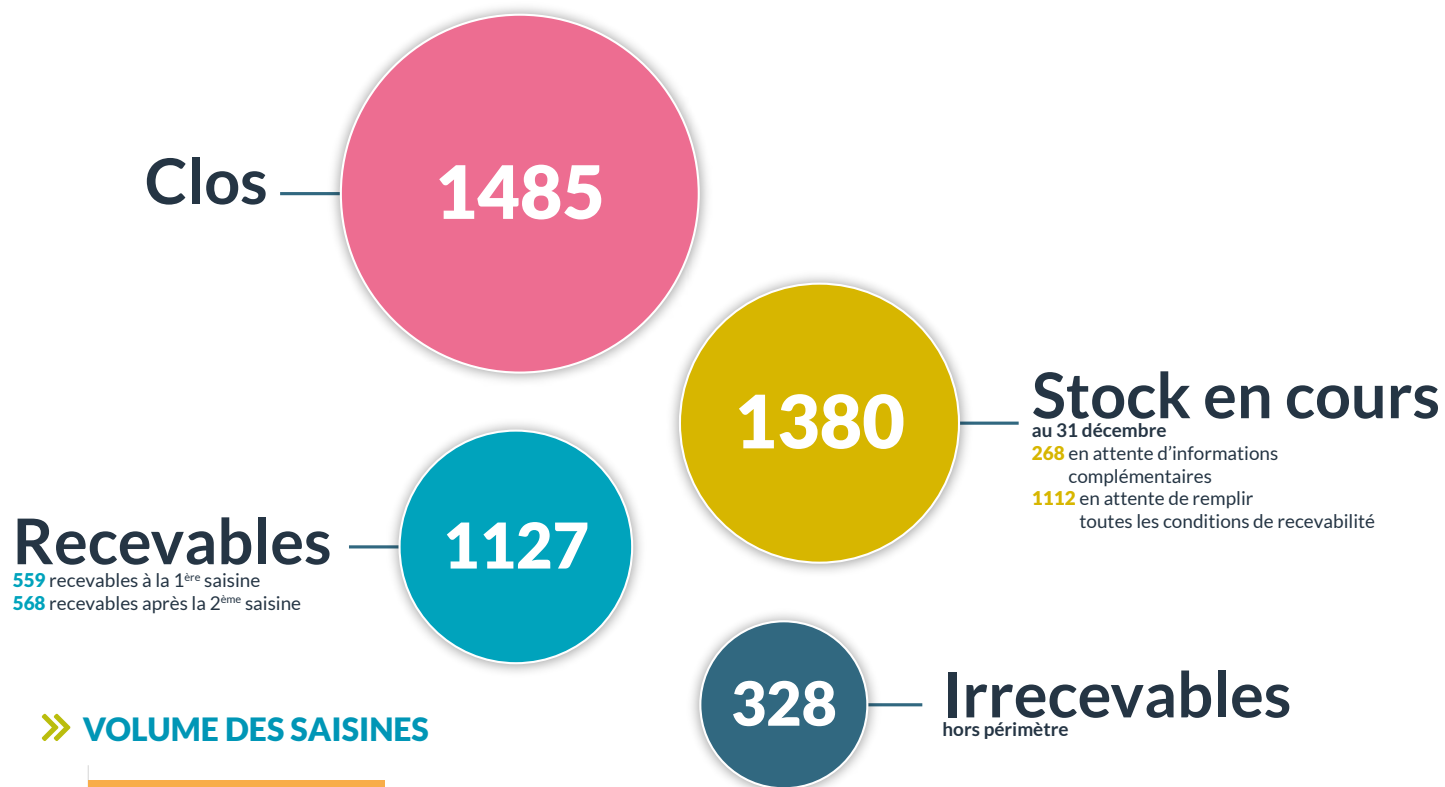 Clos
1485
1380
Stock en cours
au 31 décembre
268 en attente d’informations
complémentaires
1112 en attente de remplir
toutes les conditions de recevabilité
Recevables
559 recevables à la 1ère saisine
568 recevables après la 2ème saisine
1127
328
Irrecevables
hors périmètre
VOLUME DES SAISINES